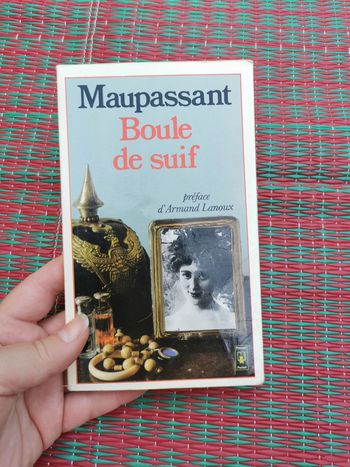 Maupassant
Boule
de suif
préface
d'Armand Lanoux